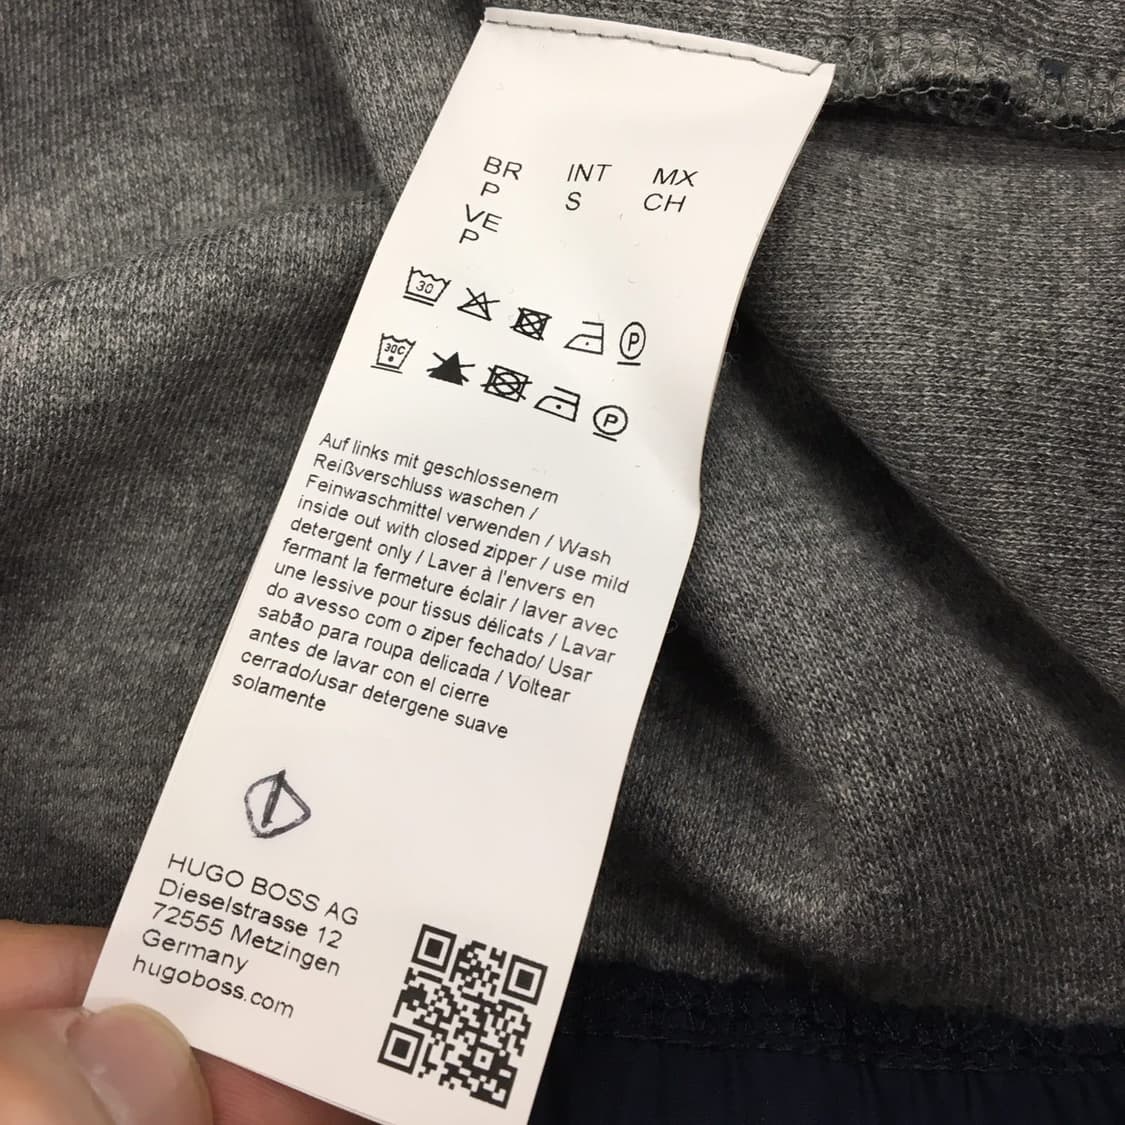 BR INT MX
P S CH
VE
P
30 P
30C P
Auf links mit geschlossenem
Reißverschluss waschen /
Feinwaschmittel verwenden / Wash
inside out with closed zipper / use mild
detergent only / Laver à l'envers en
fermant la fermeture éclair / laver avec
une lessive pour tissus délicats / Lavar
do avesso com o ziper fechado/ Usar
sabão para roupa delicada / Voltear
antes de lavar con el cierre
cerrado/usar detergene suave
solamente
HUGO BOSS AG
Dieselstrasse 12
72555 Metzingen
Germany
hugoboss.com